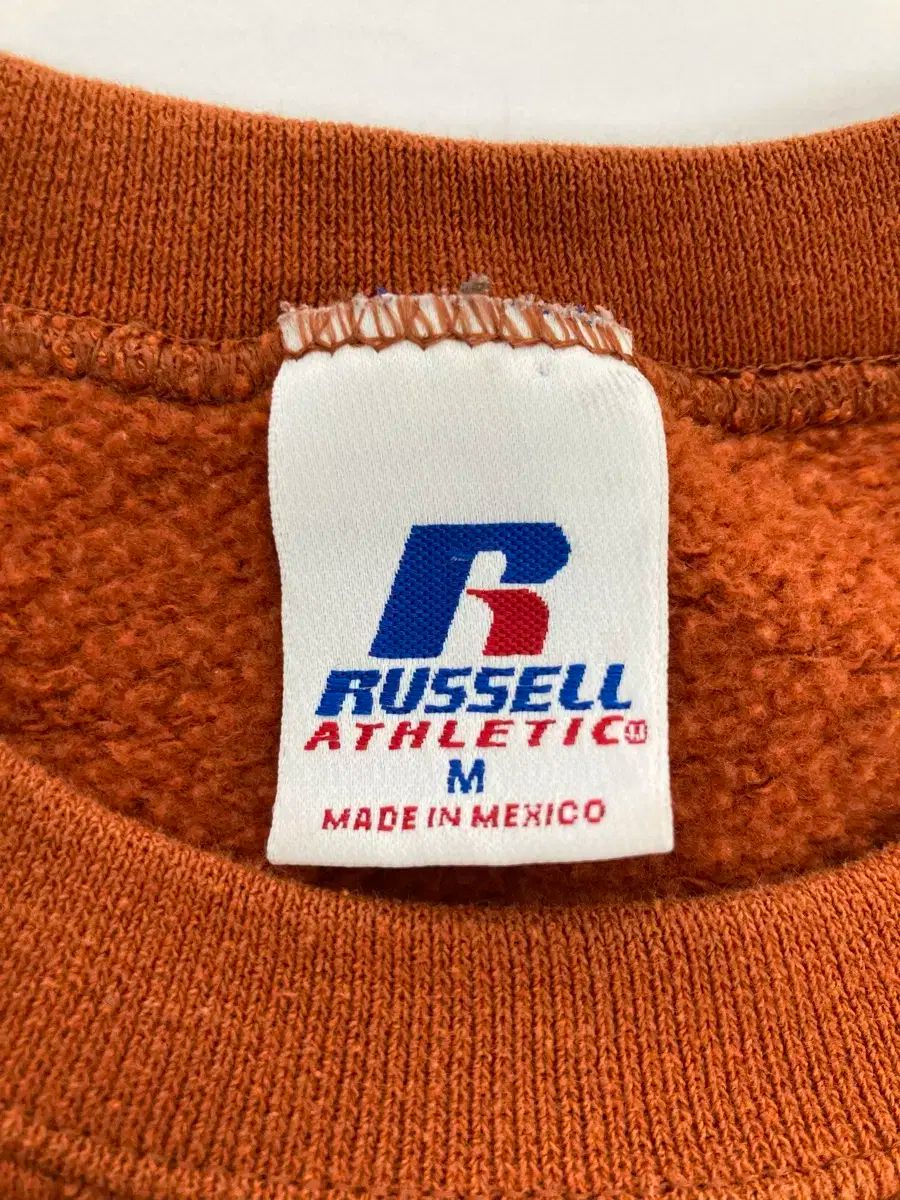 R
RUSSELL
ATHLETIC
M
MADE IN MEXICO